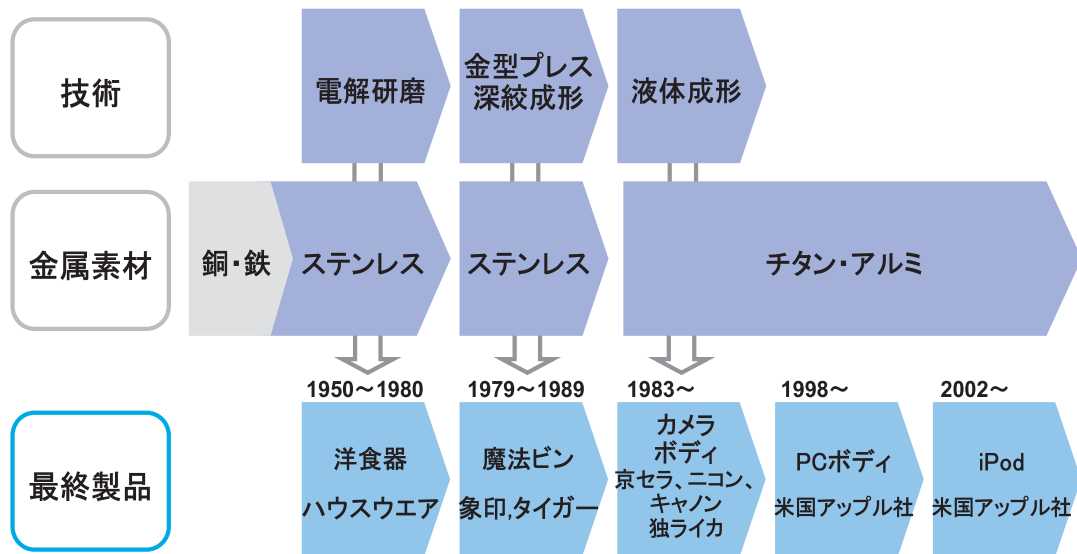 技術
電解研磨
金型プレス
深絞成形
液体成形
金属素材
銅・鉄
ステンレス
ステンレス
チタン・アルミ
1950～1980
1979～1989
1983～
1998～
2002～
最終製品
洋食器
ハウスウエア
魔法ビン
象印,タイガー
カメラ
ボディ
京セラ、ニコン、
キャノン
独ライカ
PCボディ
米国アップル社
iPod
米国アップル社